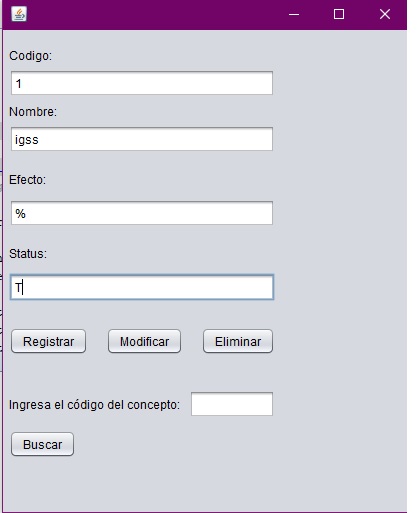 Codigo:
1
Nombre:
igss
Efecto:
%
Status:
T
Registrar Modificar Eliminar
Ingresa el código del concepto:
Buscar